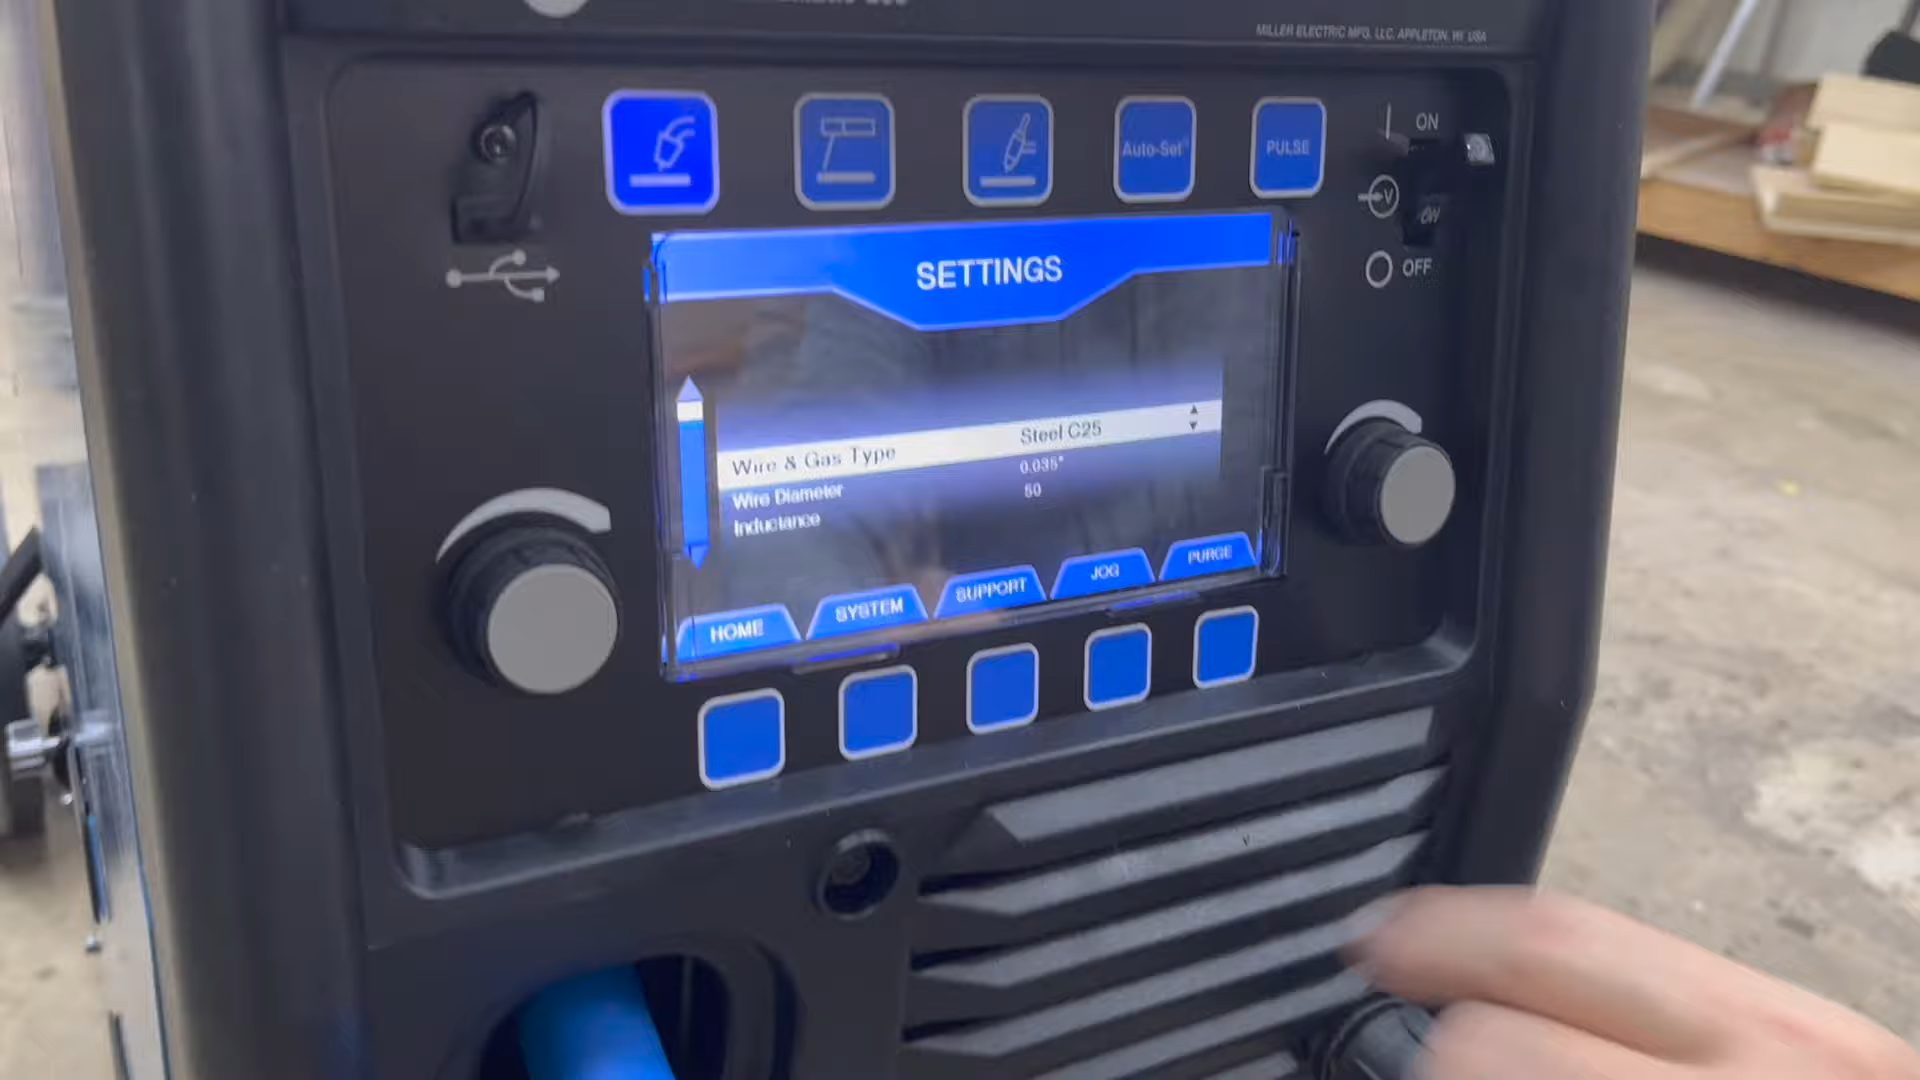 MILLER ELECTRIC MFG. LLC. APPLETON, WI USA
Auto-Set
PULSE
ON
OFF
SETTINGS
Wire & Gas Type Steel C25
Wire Diameter 0.035"
Inductance 50
HOME SYSTEM SUPPORT JOG PURGE